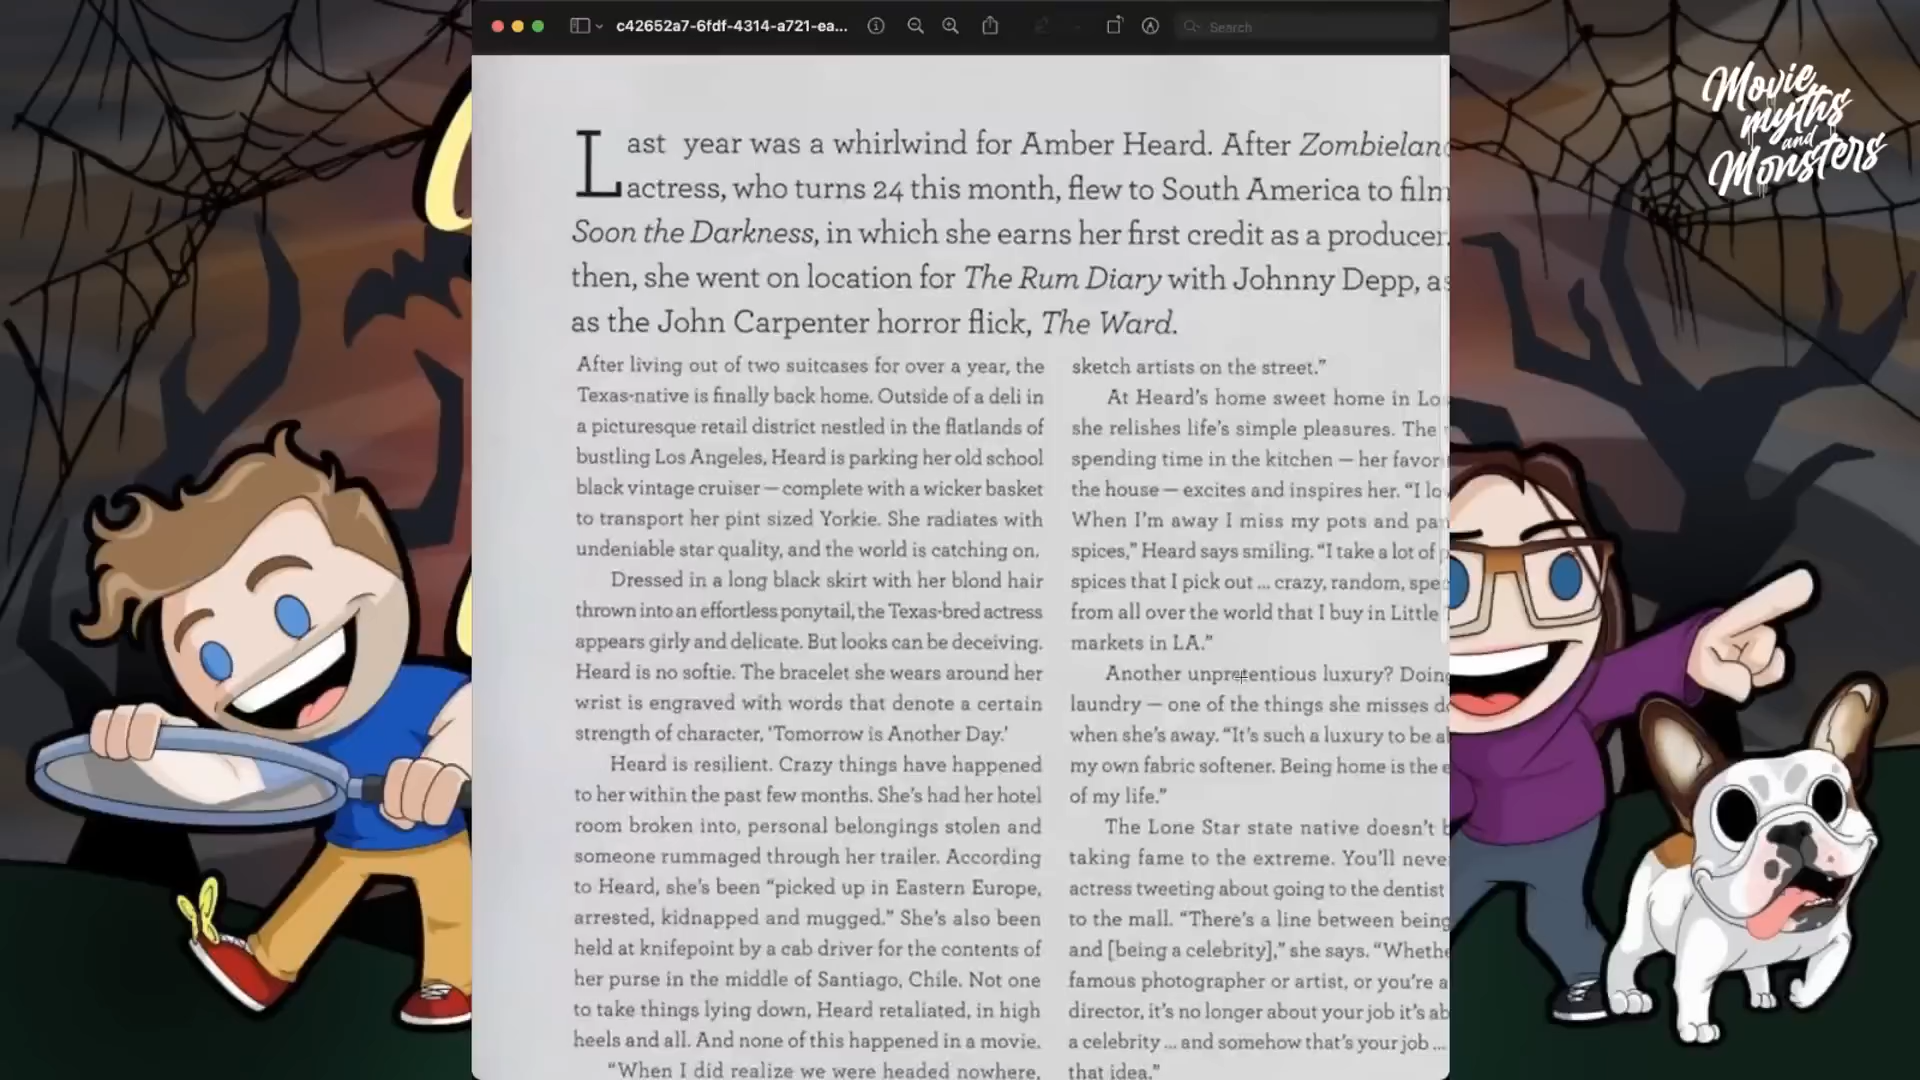 c42652a7-6fdf-4314-a721-ea...
Search
Movie
myths
and
Monsters
Last year was a whirlwind for Amber Heard. After Zombieland
actress, who turns 24 this month, flew to South America to film
Soon the Darkness, in which she earns her first credit as a producer.
then, she went on location for The Rum Diary with Johnny Depp, as
as the John Carpenter horror flick, The Ward.
After living out of two suitcases for over a year, the
Texas-native is finally back home. Outside of a deli in
a picturesque retail district nestled in the flatlands of
bustling Los Angeles, Heard is parking her old school
black vintage cruiser — complete with a wicker basket
to transport her pint sized Yorkie. She radiates with
undeniable star quality, and the world is catching on.
Dressed in a long black skirt with her blond hair
thrown into an effortless ponytail, the Texas-bred actress
appears girly and delicate. But looks can be deceiving.
Heard is no softie. The bracelet she wears around her
wrist is engraved with words that denote a certain
strength of character, 'Tomorrow is Another Day.'
Heard is resilient. Crazy things have happened
to her within the past few months. She's had her hotel
room broken into, personal belongings stolen and
someone rummaged through her trailer. According
to Heard, she's been "picked up in Eastern Europe,
arrested, kidnapped and mugged." She's also been
held at knifepoint by a cab driver for the contents of
her purse in the middle of Santiago, Chile. Not one
to take things lying down, Heard retaliated, in high
heels and all. And none of this happened in a movie.
"When I did realize we were headed nowhere,
sketch artists on the street."
At Heard's home sweet home in Lo
she relishes life's simple pleasures. The
spending time in the kitchen — her favor
the house — excites and inspires her. "I lo
When I'm away I miss my pots and pa
spices," Heard says smiling. "I take a lot of
spices that I pick out ... crazy, random, spe
from all over the world that I buy in Little
markets in LA."
Another unpretentious luxury? Doing
laundry — one of the things she misses do
when she's away. "It's such a luxury to be a
my own fabric softener. Being home is the
of my life."
The Lone Star state native doesn't b
taking fame to the extreme. You'll never
actress tweeting about going to the dentist
to the mall. "There's a line between being
and [being a celebrity]," she says. "Whethe
famous photographer or artist, or you're a
director, it's no longer about your job it's ab
a celebrity ... and somehow that's your job ...
that idea."